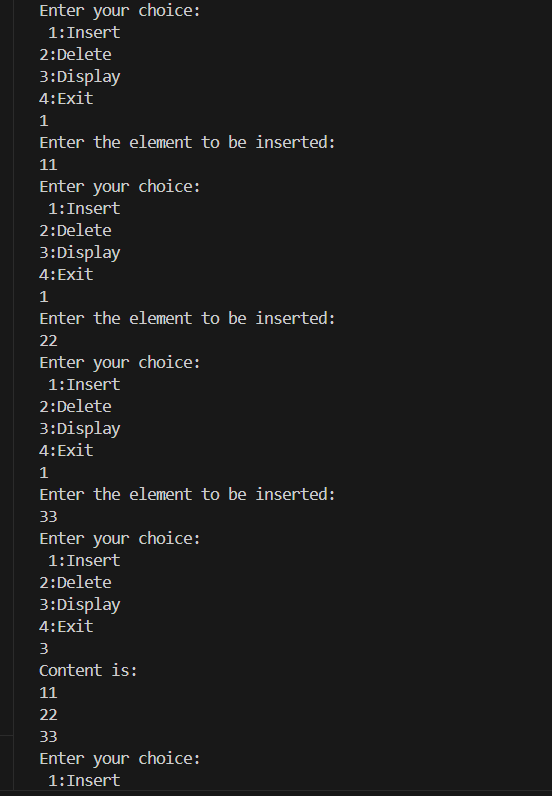 Enter your choice:
 1:Insert
2:Delete
3:Display
4:Exit
1
Enter the element to be inserted:
11
Enter your choice:
 1:Insert
2:Delete
3:Display
4:Exit
1
Enter the element to be inserted:
22
Enter your choice:
 1:Insert
2:Delete
3:Display
4:Exit
1
Enter the element to be inserted:
33
Enter your choice:
 1:Insert
2:Delete
3:Display
4:Exit
3
Content is:
11
22
33
Enter your choice:
 1:Insert